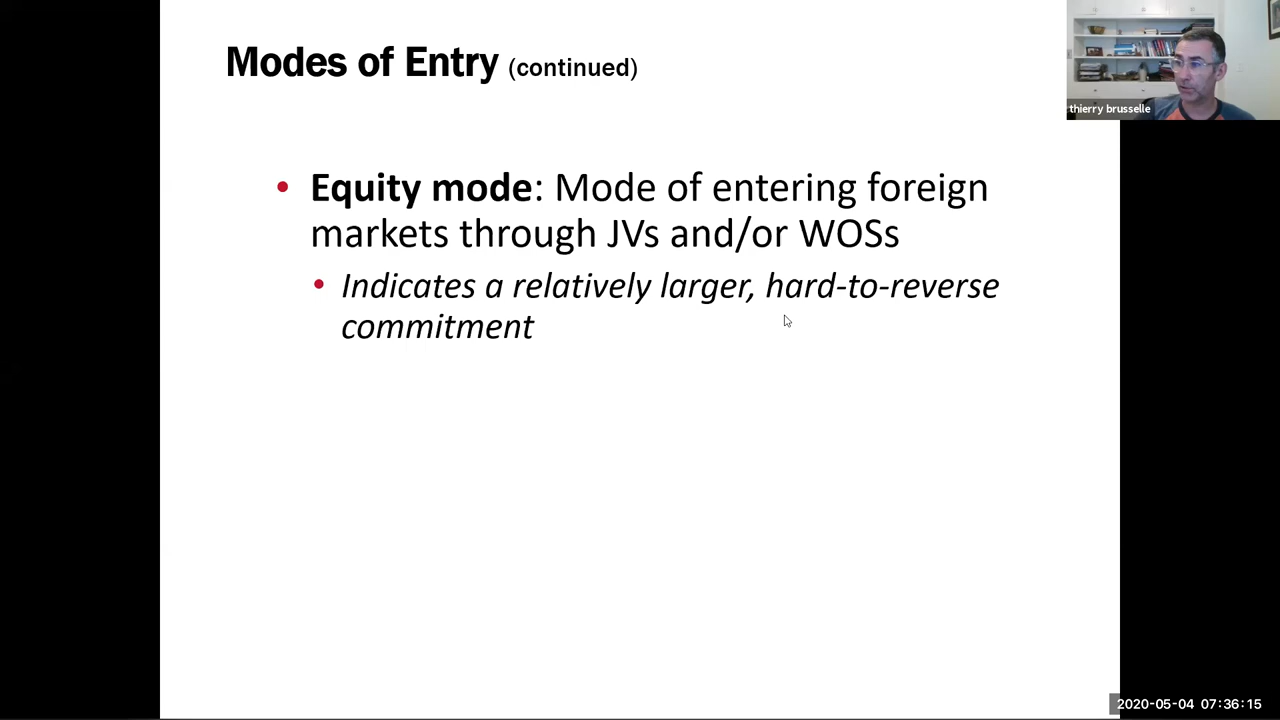 Modes of Entry (continued)
thierry brusselle
• Equity mode: Mode of entering foreign
markets through JVs and/or WOSs
• Indicates a relatively larger, hard-to-reverse
commitment
2020-05-04 07:36:15